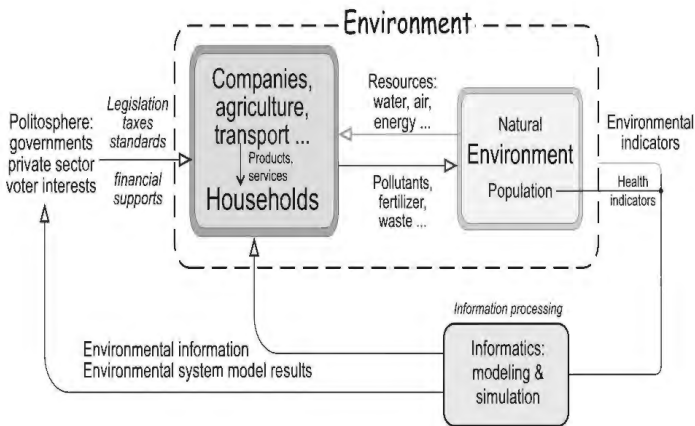 Environment
Companies,
agriculture,
transport ...
Products,
services
Households
Resources:
water, air,
energy ...
Pollutants,
fertilizer,
waste ...
Natural
Environment
Population
Environmental
indicators
Health
indicators
Politosphere:
governments
private sector
voter interests
Legislation
taxes
standards
financial
supports
Information processing
Informatics:
modeling &
simulation
Environmental information
Environmental system model results